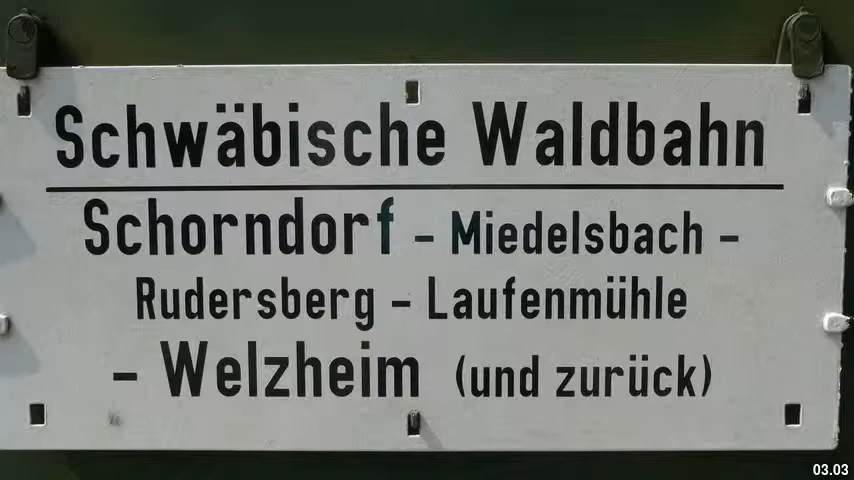 Schwäbische Waldbahn
Schorndorf – Miedelsbach –
Rudersberg – Laufenmühle
– Welzheim (und zurück)
03.03